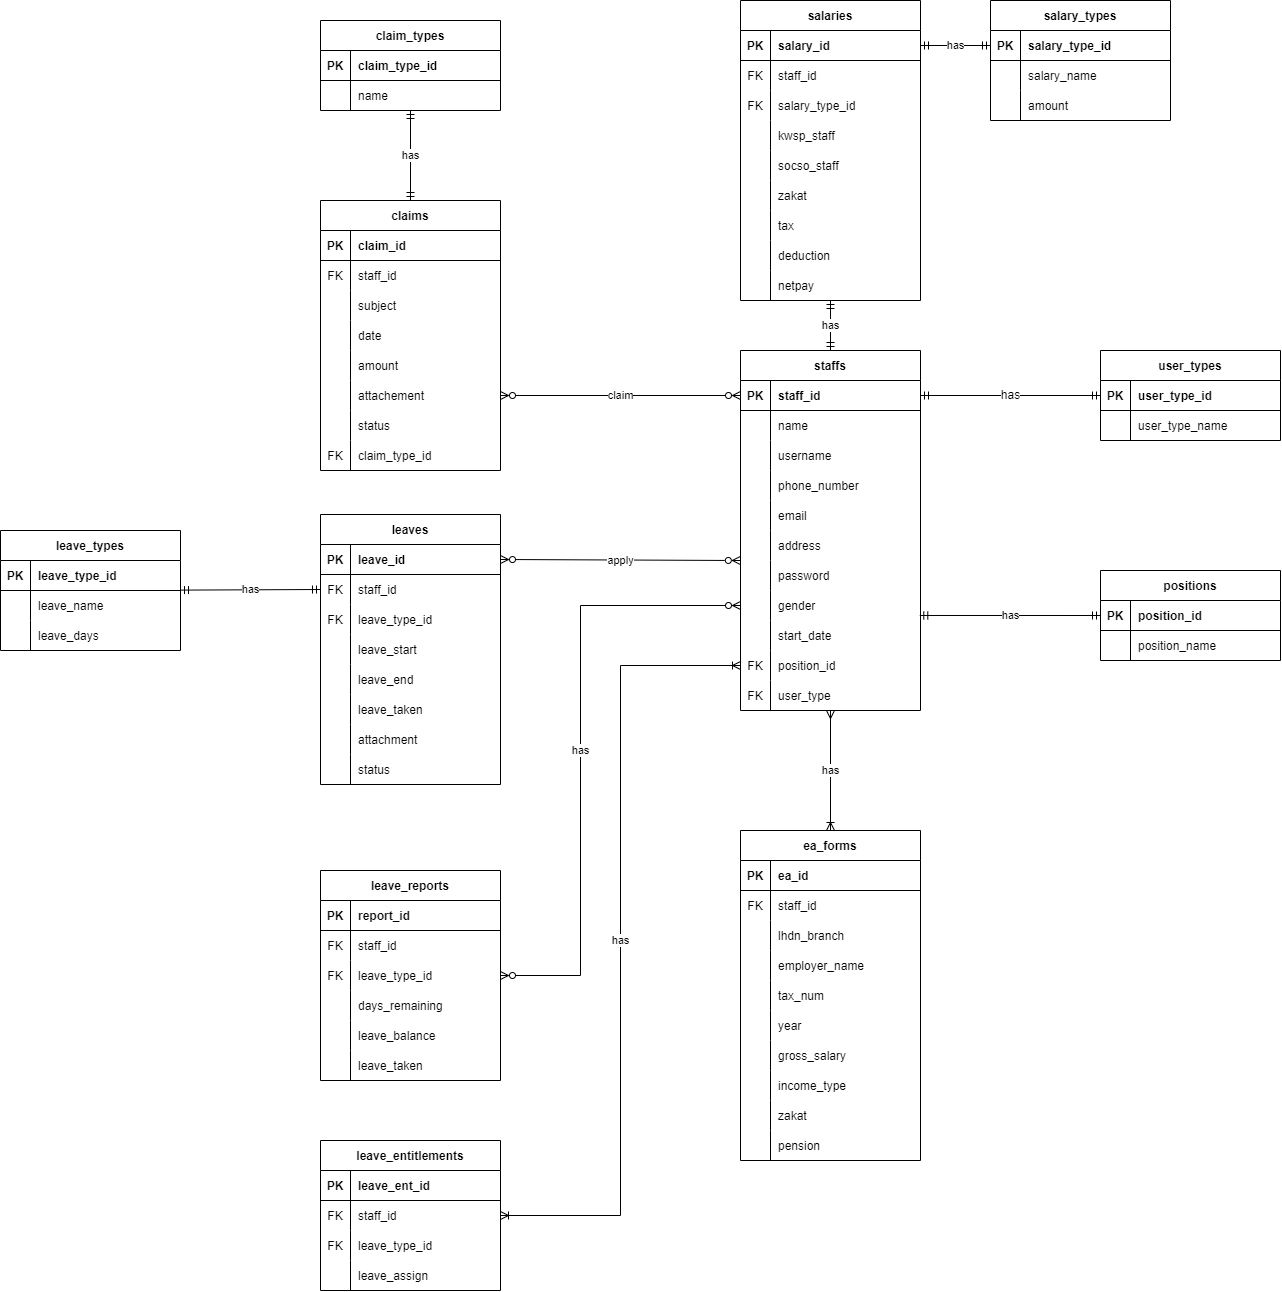 claim_types
PK claim_type_id
name
has
claims
PK claim_id
FK staff_id
subject
date
amount
attachement
status
FK claim_type_id
salaries
PK salary_id
FK staff_id
FK salary_type_id
kwsp_staff
socso_staff
zakat
tax
deduction
netpay
has
salary_types
PK salary_type_id
salary_name
amount
has
claim
staffs
PK staff_id
name
username
phone_number
email
address
password
gender
start_date
FK position_id
FK user_type
has
user_types
PK user_type_id
user_type_name
has
positions
PK position_id
position_name
leave_types
PK leave_type_id
leave_name
leave_days
has
leaves
PK leave_id
FK staff_id
FK leave_type_id
leave_start
leave_end
leave_taken
attachment
status
apply
has
has
leave_reports
PK report_id
FK staff_id
FK leave_type_id
days_remaining
leave_balance
leave_taken
has
leave_entitlements
PK leave_ent_id
FK staff_id
FK leave_type_id
leave_assign
ea_forms
PK ea_id
FK staff_id
lhdn_branch
employer_name
tax_num
year
gross_salary
income_type
zakat
pension